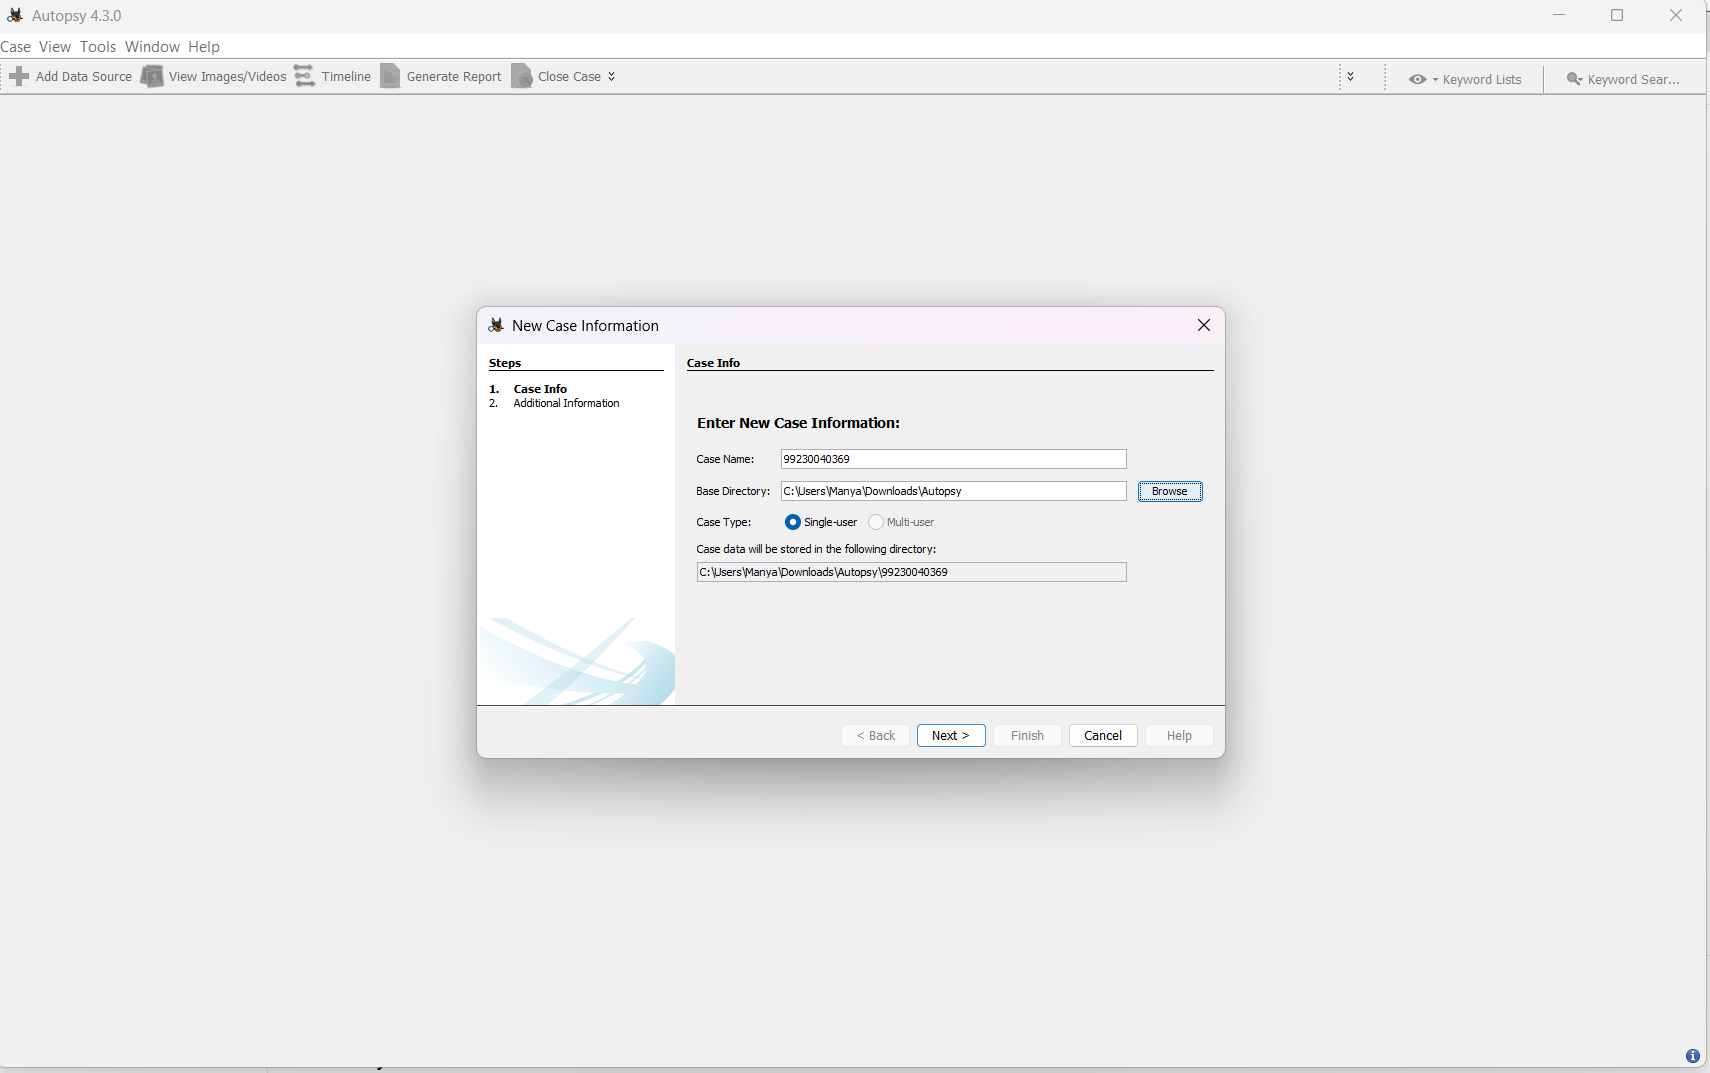 Autopsy 4.3.0
Case View Tools Window Help
Add Data Source View Images/Videos Timeline Generate Report Close Case Keyword Lists Keyword Sear...
New Case Information
Steps
1. Case Info
2. Additional Information
Case Info
Enter New Case Information:
Case Name: 99230040369
Base Directory: C:\Users\Manya\Downloads\Autopsy Browse
Case Type: Single-user Multi-user
Case data will be stored in the following directory:
C:\Users\Manya\Downloads\Autopsy\99230040369
< Back Next > Finish Cancel Help